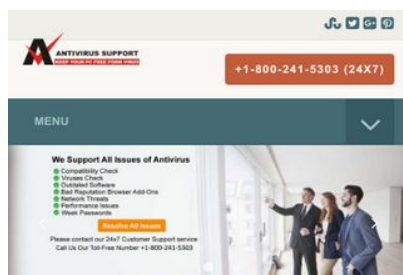 ANTIVIRUS SUPPORT
KEEP YOUR PC FREE FORM VIRUS
+1-800-241-5303 (24X7)
MENU
We Support All Issues of Antivirus
Compatibility Check
Viruses Check
Outdated Software
Bad Reputation Browser Add-Ons
Network Threats
Performance Issues
Week Passwords
Resolve All Issues
Please contact our 24x7 Customer Support service
Call Us Our Toll-Free Number +1-800-241-5303